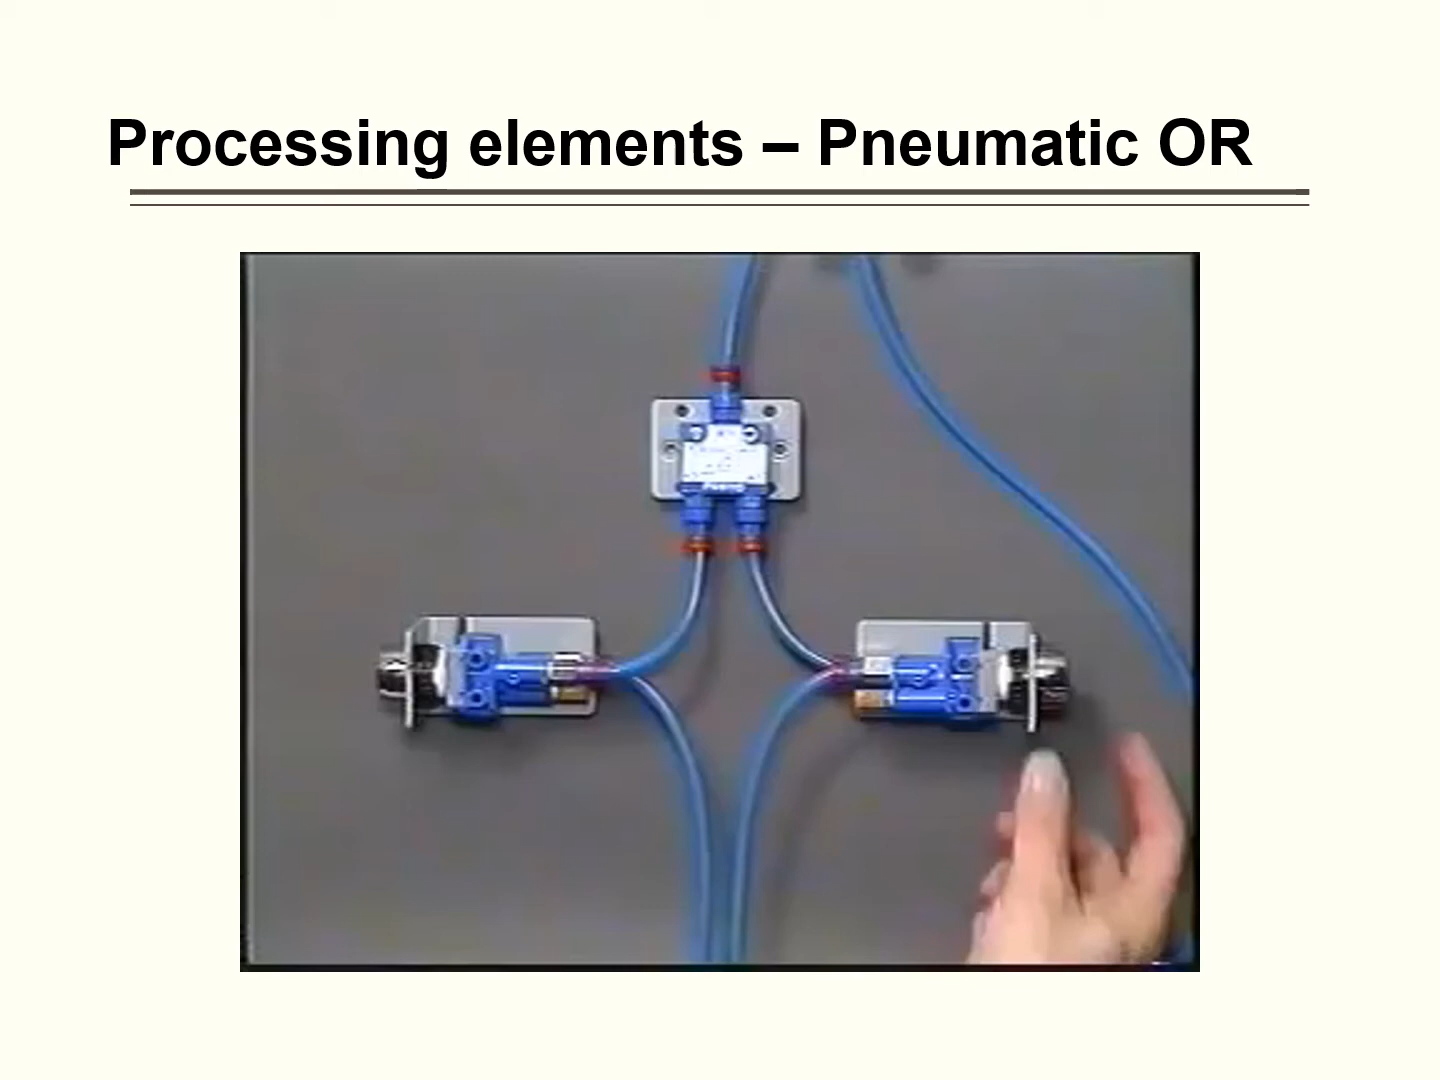 Processing elements – Pneumatic OR